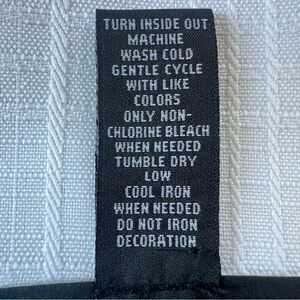 TURN INSIDE OUT
MACHINE
WASH COLD
GENTLE CYCLE
WITH LIKE
COLORS
ONLY NON-
CHLORINE BLEACH
WHEN NEEDED
TUMBLE DRY
LOW
COOL IRON
WHEN NEEDED
DO NOT IRON
DECORATION